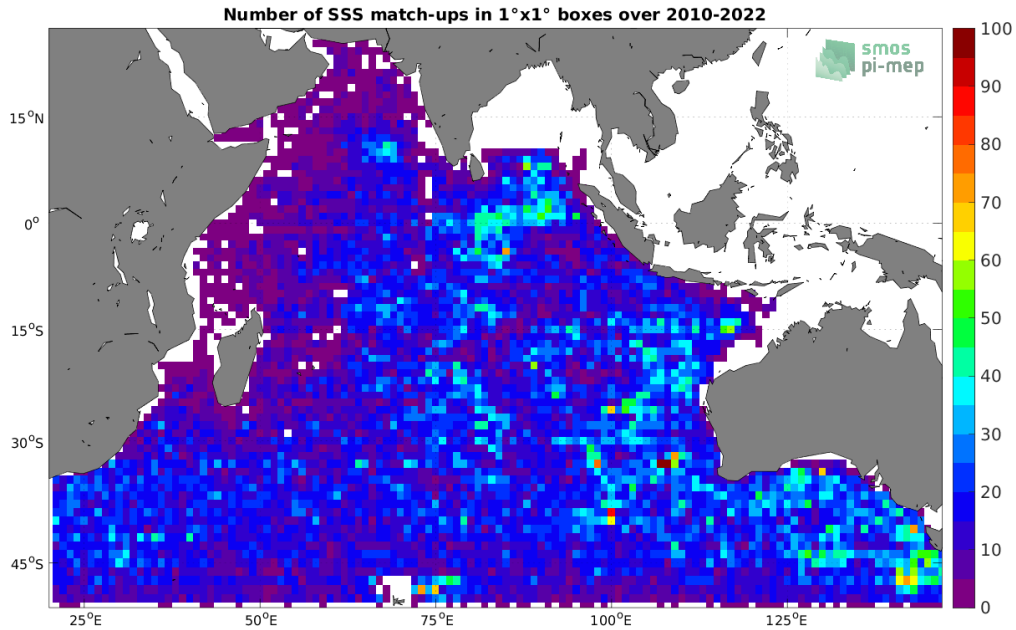 Number of SSS match-ups in 1°x1° boxes over 2010-2022
smos
pi-mep
15°N
0°
15°S
30°S
45°S
25°E
50°E
75°E
100°E
125°E
100
90
80
70
60
50
40
30
20
10
0